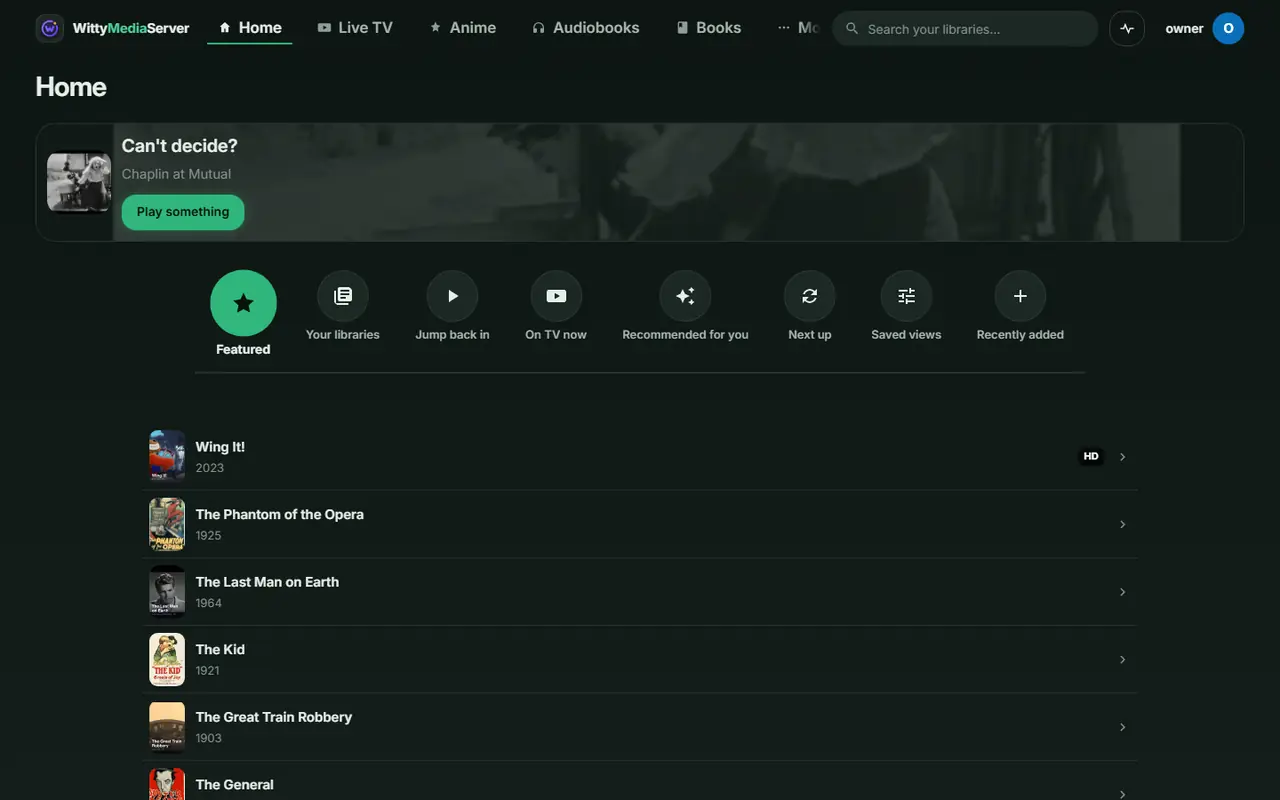 WittyMediaServer
Home
Live TV
Anime
Audiobooks
Books
Mo
Search your libraries...
owner
O
Home
Can't decide?
Chaplin at Mutual
Play something
Featured
Your libraries
Jump back in
On TV now
Recommended for you
Next up
Saved views
Recently added
Wing It!
2023
HD
The Phantom of the Opera
1925
The Last Man on Earth
1964
THE KID
The Kid
1921
The Great Train Robbery
1903
The General